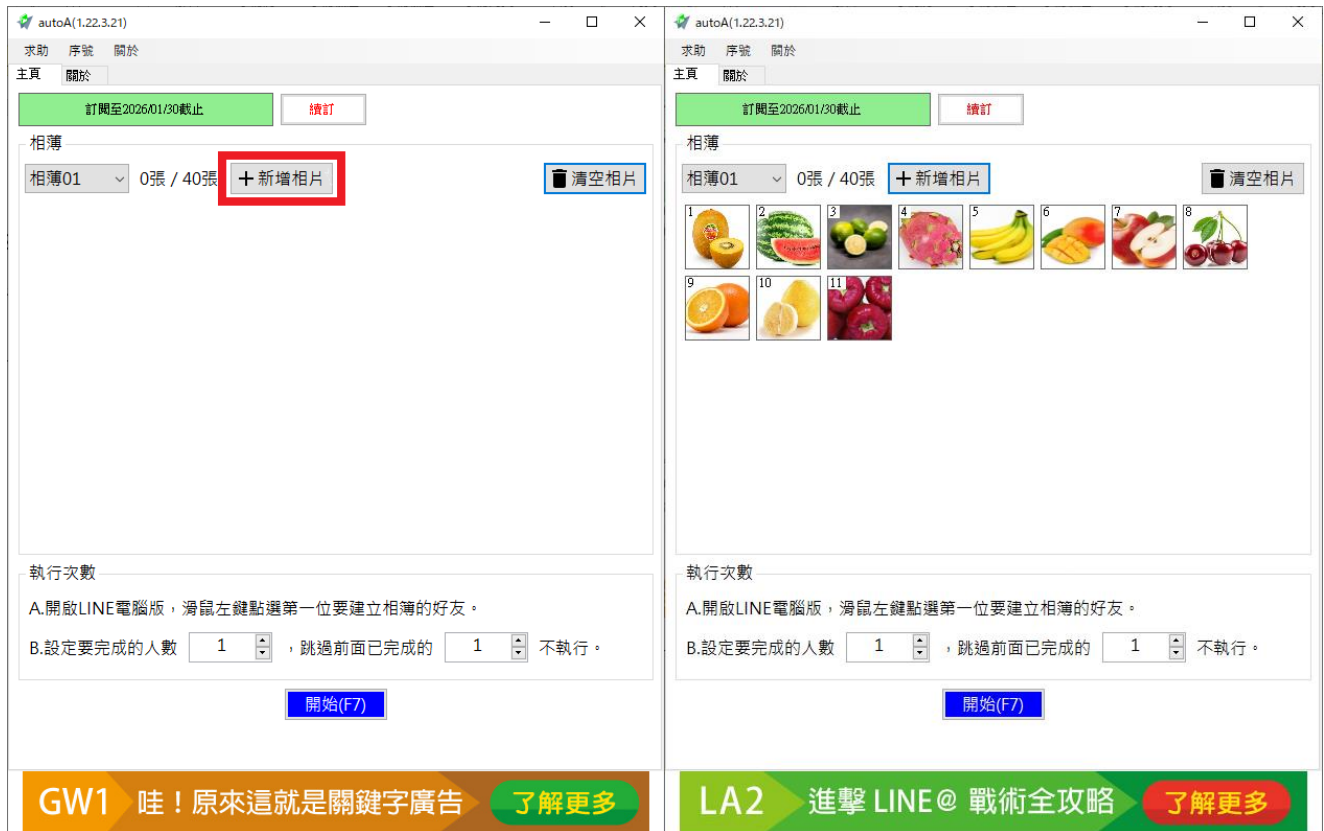 autoA(1.22.3.21)
求助 序號 關於
主頁 關於
訂閱至2026/01/30截止 續訂
相薄
相薄01 0張 / 40張 +新增相片 清空相片
執行次數
A.開啟LINE電腦版，滑鼠左鍵點選第一位要建立相簿的好友。
B.設定要完成的人數 1 ，跳過前面已完成的 1 不執行。
開始(F7)
GW1 哇！原來這就是關鍵字廣告 了解更多
autoA(1.22.3.21)
求助 序號 關於
主頁 關於
訂閱至2026/01/30截止 續訂
相薄
相薄01 0張 / 40張 +新增相片 清空相片
1 2 3 4 5 6 7 8
9 10 11
執行次數
A.開啟LINE電腦版，滑鼠左鍵點選第一位要建立相簿的好友。
B.設定要完成的人數 1 ，跳過前面已完成的 1 不執行。
開始(F7)
LA2 進擊 LINE@ 戰術全攻略 了解更多